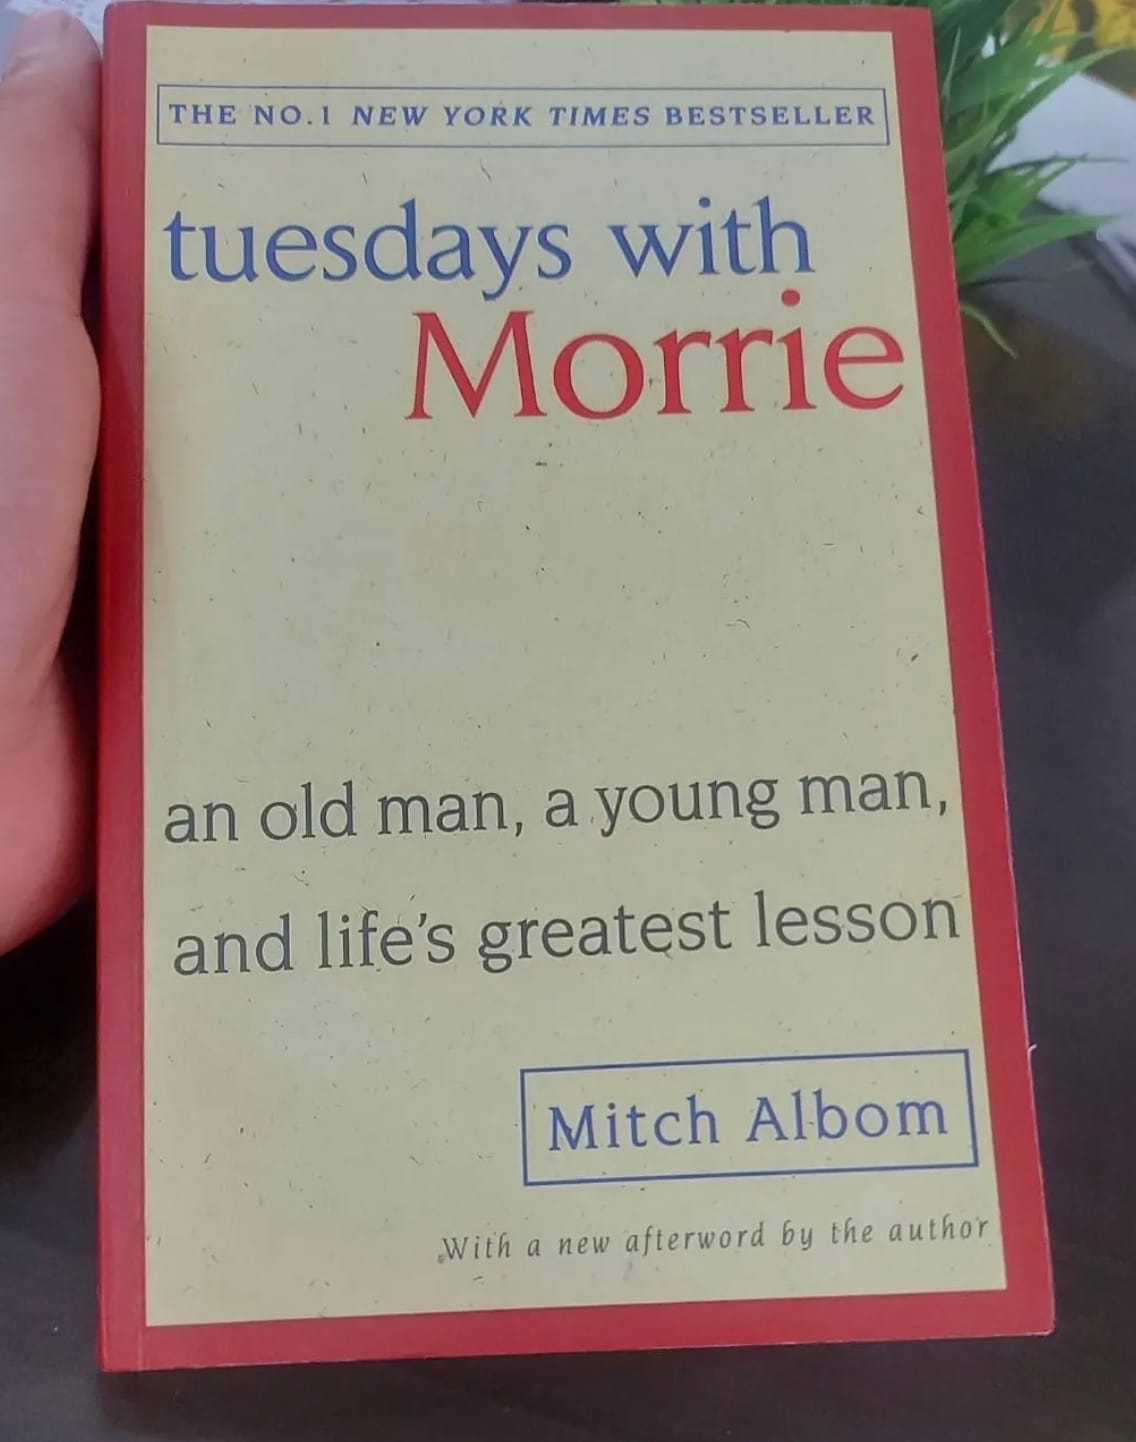 THE NO.1 NEW YORK TIMES BESTSELLER
tuesdays with
Morrie
an old man, a young man,
and life's greatest lesson
Mitch Albom
With a new afterword by the author